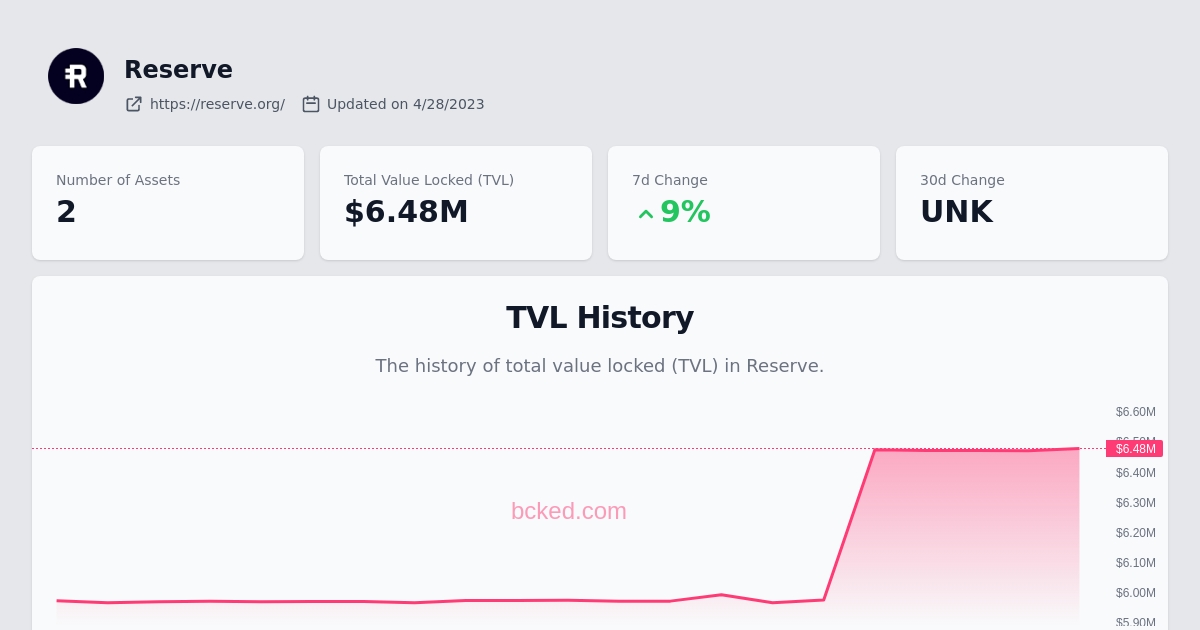 Reserve
https://reserve.org/ Updated on 4/28/2023
Number of Assets
2
Total Value Locked (TVL)
$6.48M
7d Change
9%
30d Change
UNK
TVL History
The history of total value locked (TVL) in Reserve.
$6.60M
$6.48M
$6.40M
$6.30M
$6.20M
$6.10M
$6.00M
$5.90M
bcked.com